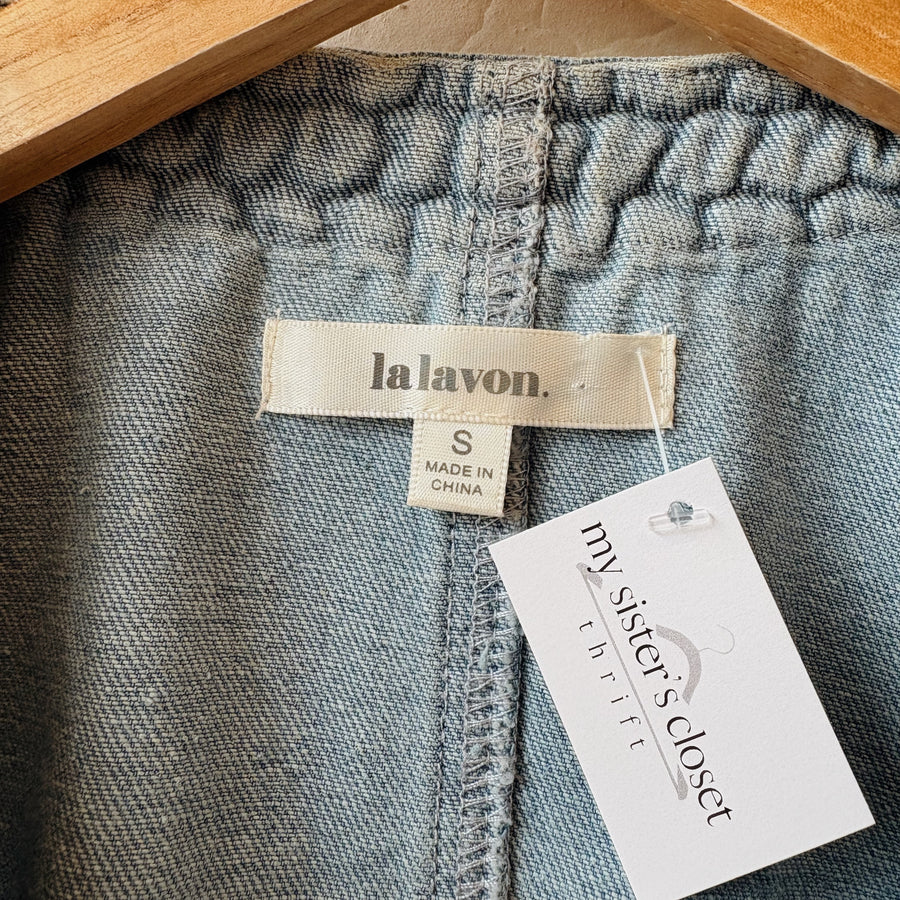 la lavon.
S
MADE IN
CHINA
my sister's closet
thrift